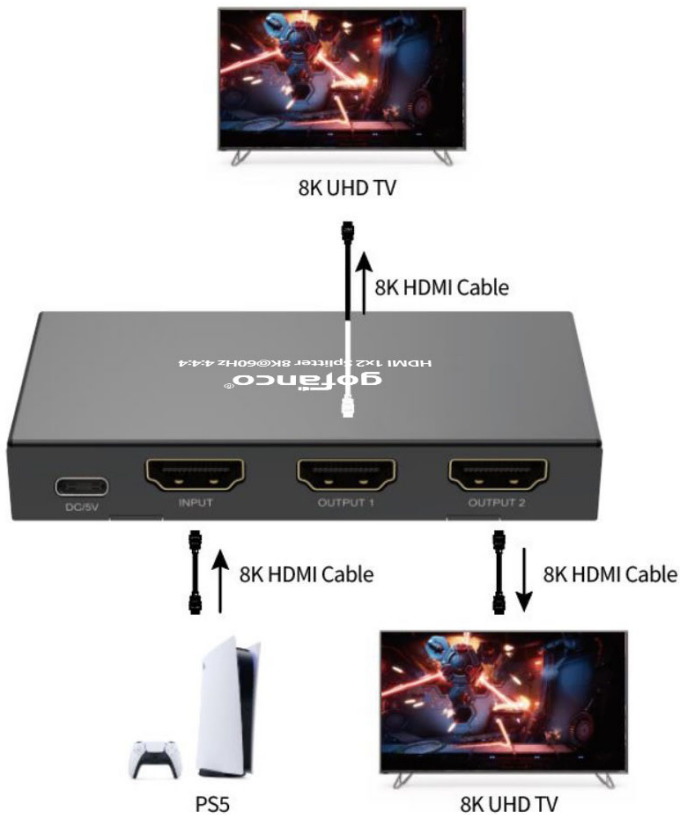 8K UHD TV
8K HDMI Cable
HDMI 1x2 Splitter 8K@60Hz 4:4:4
gofanco®
DC/5V
INPUT
OUTPUT 1
OUTPUT 2
8K HDMI Cable
8K HDMI Cable
PS5
8K UHD TV